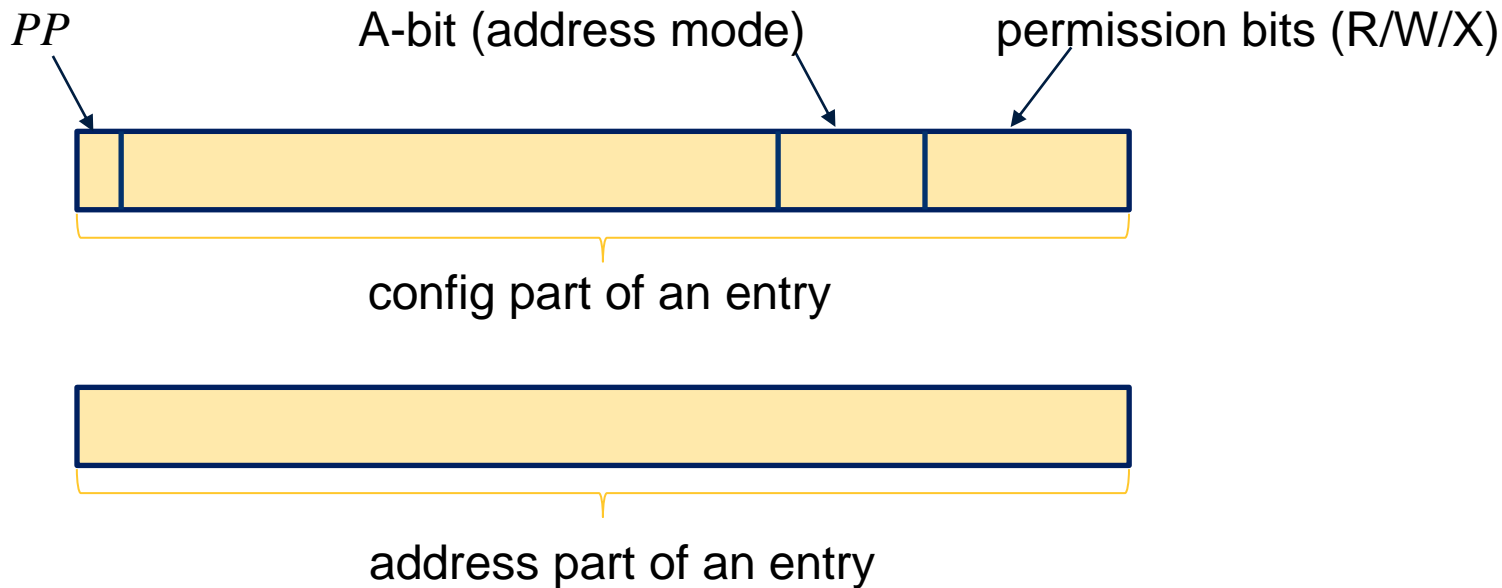 PP A-bit (address mode) permission bits (R/W/X)
config part of an entry
address part of an entry